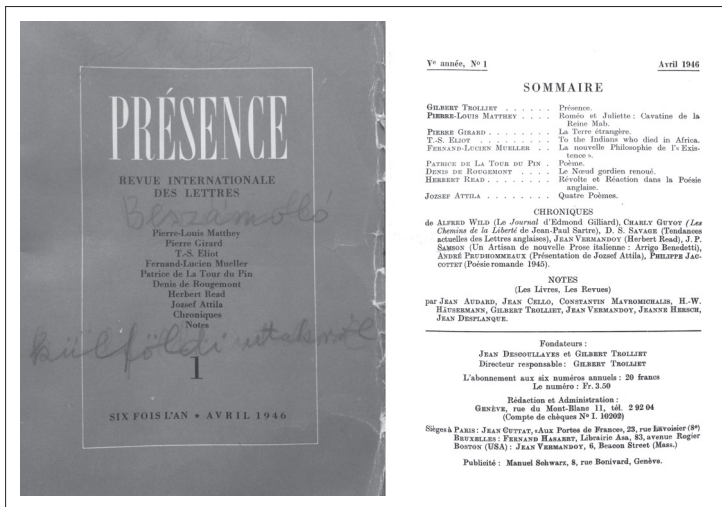 PRÉSENCE
REVUE INTERNATIONALE
DES LETTRES
Beszámoló
Pierre-Louis Matthey
Pierre Girard
T.-S. Eliot
Fernand-Lucien Mueller
Patrice de La Tour du Pin
Denis de Rougemont
Herbert Read
Jozsef Attila
Chroniques
Notes
külföldi utakról
1
SIX FOIS L'AN ★ AVRIL 1946
Vᵉ année, Nº 1 Avril 1946
SOMMAIRE
GILBERT TROLLIET . . . . . . Présence.
PIERRE-LOUIS MATTHEY . . . . Roméo et Juliette : Cavatine de la
Reine Mab.
PIERRE GIRARD . . . . . . . La Terre étrangère.
T.-S. ELIOT . . . . . . . . To the Indians who died in Africa.
FERNAND-LUCIEN MUELLER . . La nouvelle Philosophie de l'« Exis-
tence ».
PATRICE DE LA TOUR DU PIN . Poème.
DENIS DE ROUGEMONT . . . . Le Nœud gordien renoué.
HERBERT READ . . . . . . . . Révolte et Réaction dans la Poésie
anglaise.
JOZSEF ATTILA . . . . . . . Quatre Poèmes.
CHRONIQUES
de ALFRED WILD (Le Journal d'Edmond Gilliard), CHARLY GUYOT (Les
Chemins de la Liberté de Jean-Paul Sartre), D. S. SAVAGE (Tendances
actuelles des Lettres anglaises), JEAN VERMANDOY (Herbert Read), J. P.
SAMSON (Un Artisan de nouvelle Prose italienne : Arrigo Benedetti),
ANDRÉ PRUDHOMMEAUX (Présentation de Jozsef Attila), PHILIPPE JAC-
COTTET (Poésie romande 1945).
NOTES
(Les Livres, Les Revues)
par JEAN AUDARD, JEAN CELLO, CONSTANTIN MAVROMICHALIS, H.-W.
HÄUSERMANN, GILBERT TROLLIET, JEAN VERMANDOY, JEANNE HERSCH,
JEAN DESPLANQUE.
Fondateurs :
JEAN DESCOULLAYES et GILBERT TROLLIET
Directeur responsable : GILBERT TROLLIET
L'abonnement aux six numéros annuels : 20 francs
Le numéro : Fr. 3.50
Rédaction et Administration :
GENÈVE, rue du Mont-Blanc 11, tél. 2 92 04
(Compte de chèques Nº I. 10202)
Sièges à PARIS : JEAN CUTTAT, «Aux Portes de France», 23, rue Lavoisier (8ᵉ)
BRUXELLES : FERNAND HASAERT, Librairie Asa, 83, avenue Rogier
BOSTON (USA) : JEAN VERMANDOY, 6, Beacon Street (Mass.)
Publicité : Manuel Schwarz, 8, rue Bonivard, Genève.